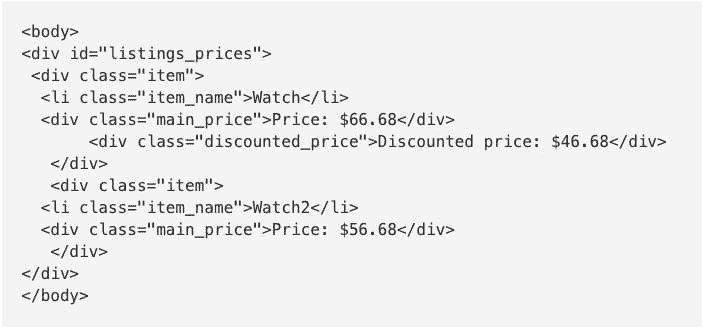 <body>
<div id="listings_prices">
<div class="item">
<li class="item_name">Watch</li>
<div class="main_price">Price: $66.68</div>
<div class="discounted_price">Discounted price: $46.68</div>
</div>
<div class="item">
<li class="item_name">Watch2</li>
<div class="main_price">Price: $56.68</div>
</div>
</div>
</body>